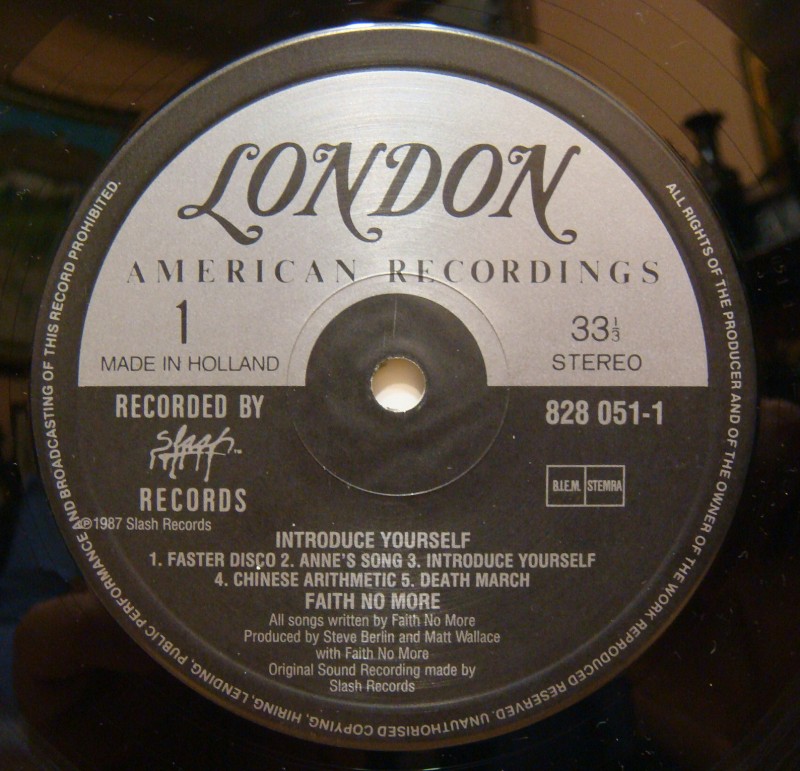 LONDON
AMERICAN RECORDINGS
1
33⅓
MADE IN HOLLAND
STEREO
RECORDED BY
slash™
RECORDS
828 051-1
B.I.E.M. STEMRA
℗1987 Slash Records
INTRODUCE YOURSELF
1. FASTER DISCO 2. ANNE'S SONG 3. INTRODUCE YOURSELF
4. CHINESE ARITHMETIC 5. DEATH MARCH
FAITH NO MORE
All songs written by Faith No More
Produced by Steve Berlin and Matt Wallace
with Faith No More
Original Sound Recording made by
Slash Records
ALL RIGHTS OF THE PRODUCER AND OF THE OWNER OF THE WORK REPRODUCED RESERVED. UNAUTHORISED COPYING, HIRING, LENDING, PUBLIC PERFORMANCE AND BROADCASTING OF THIS RECORD PROHIBITED.